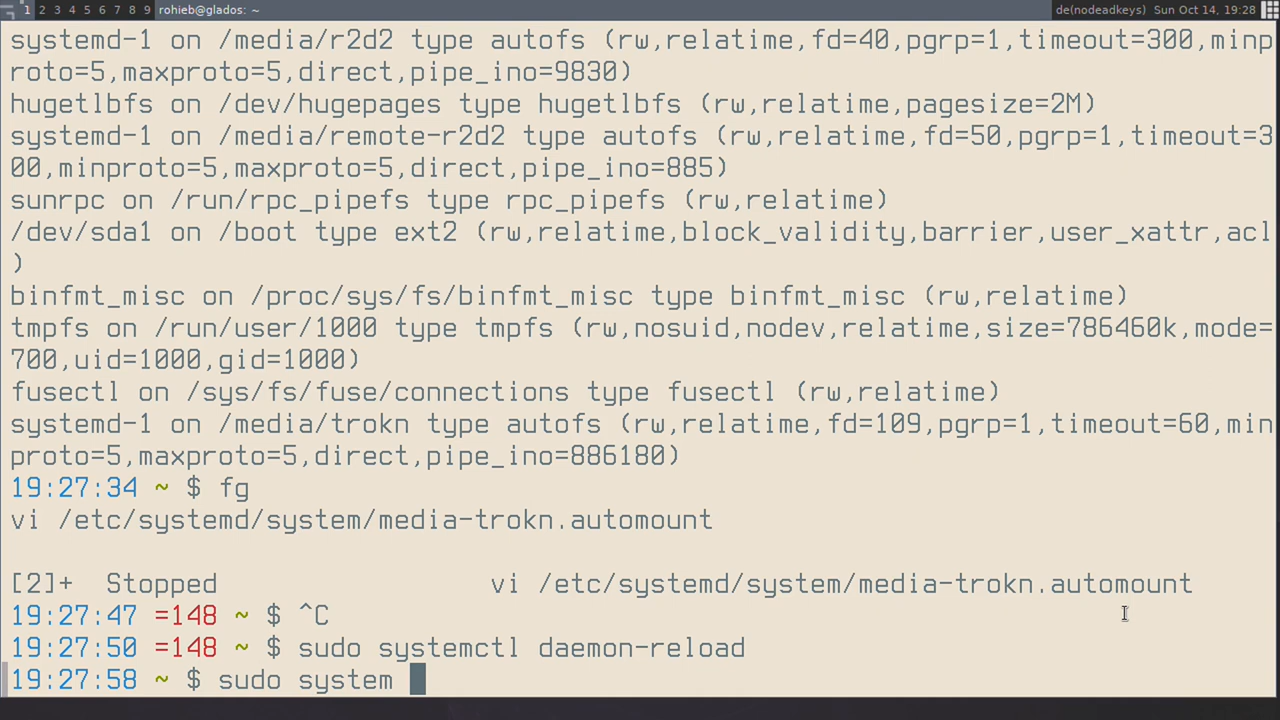 1 2 3 4 5 6 7 8 9 rohieb@glados: ~ de(nodeadkeys) Sun Oct 14, 19:28
systemd-1 on /media/r2d2 type autofs (rw,relatime,fd=40,pgrp=1,timeout=300,minp
roto=5,maxproto=5,direct,pipe_ino=9830)
hugetlbfs on /dev/hugepages type hugetlbfs (rw,relatime,pagesize=2M)
systemd-1 on /media/remote-r2d2 type autofs (rw,relatime,fd=50,pgrp=1,timeout=3
00,minproto=5,maxproto=5,direct,pipe_ino=885)
sunrpc on /run/rpc_pipefs type rpc_pipefs (rw,relatime)
/dev/sda1 on /boot type ext2 (rw,relatime,block_validity,barrier,user_xattr,acl
)
binfmt_misc on /proc/sys/fs/binfmt_misc type binfmt_misc (rw,relatime)
tmpfs on /run/user/1000 type tmpfs (rw,nosuid,nodev,relatime,size=786460k,mode=
700,uid=1000,gid=1000)
fusectl on /sys/fs/fuse/connections type fusectl (rw,relatime)
systemd-1 on /media/trokn type autofs (rw,relatime,fd=109,pgrp=1,timeout=60,min
proto=5,maxproto=5,direct,pipe_ino=886180)
19:27:34 ~ $ fg
vi /etc/systemd/system/media-trokn.automount
[2]+  Stopped                 vi /etc/systemd/system/media-trokn.automount
19:27:47 =148 ~ $ ^C
19:27:50 =148 ~ $ sudo systemctl daemon-reload
19:27:58 ~ $ sudo system